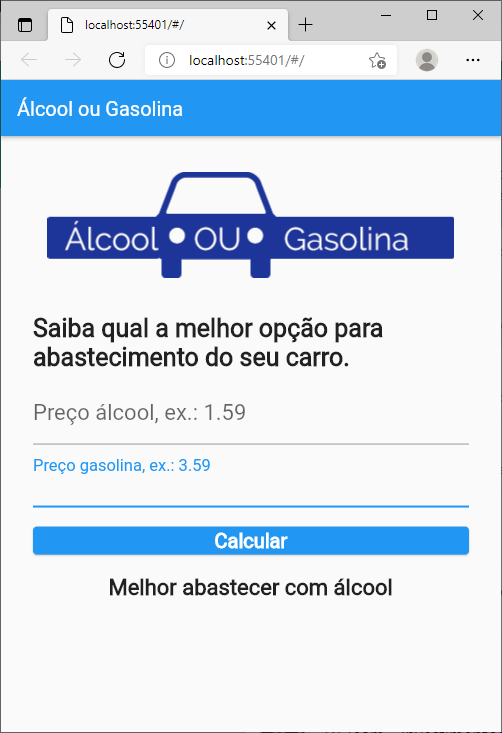 localhost:55401/#/
localhost:55401/#/
Álcool ou Gasolina
Álcool OU Gasolina
Saiba qual a melhor opção para
abastecimento do seu carro.
Preço álcool, ex.: 1.59
Preço gasolina, ex.: 3.59
Calcular
Melhor abastecer com álcool